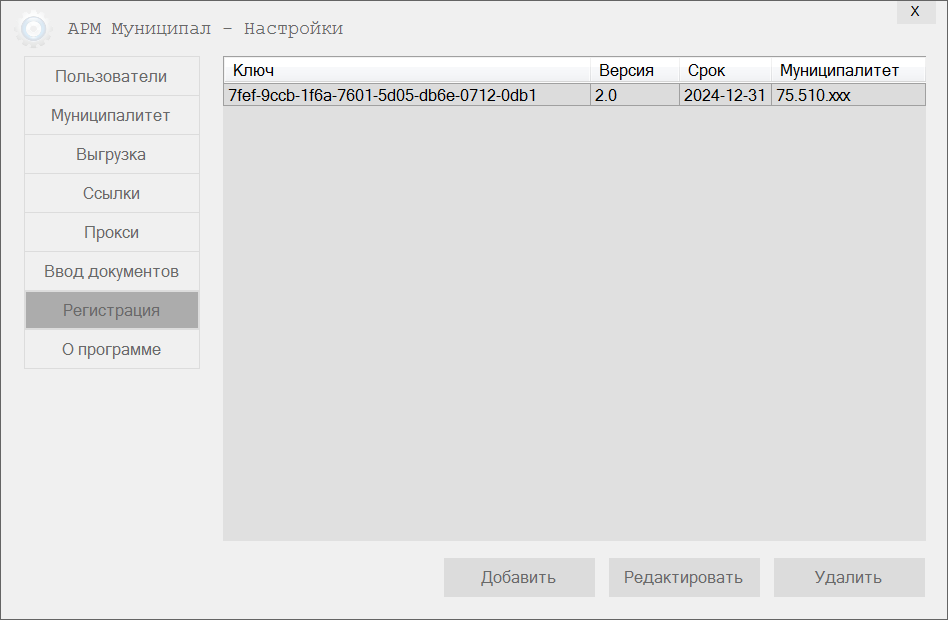 АРМ Муниципал - Настройки
X
Пользователи
Муниципалитет
Выгрузка
Ссылки
Прокси
Ввод документов
Регистрация
О программе
Ключ Версия Срок Муниципалитет
7fef-9ccb-1f6a-7601-5d05-db6e-0712-0db1 2.0 2024-12-31 75.510.xxx
Добавить Редактировать Удалить